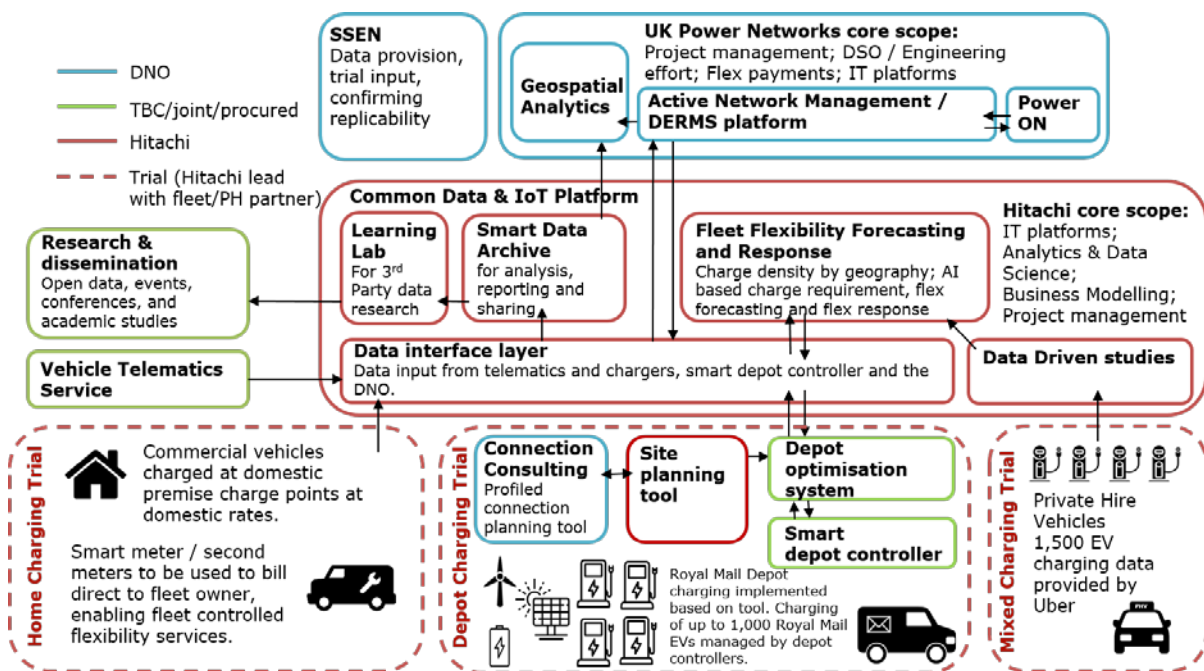 DNO
TBC/joint/procured
Hitachi
Trial (Hitachi lead
with fleet/PH partner)
SSEN
Data provision,
trial input,
confirming
replicability
UK Power Networks core scope:
Project management; DSO / Engineering
effort; Flex payments; IT platforms
Geospatial
Analytics
Active Network Management /
DERMS platform
Power
ON
Common Data & IoT Platform
Learning
Lab
For 3rd
Party data
research
Smart Data
Archive
for analysis,
reporting and
sharing
Fleet Flexibility Forecasting
and Response
Charge density by geography; AI
based charge requirement, flex
forecasting and flex response
Hitachi core scope:
IT platforms;
Analytics & Data
Science;
Business Modelling;
Project management
Research &
dissemination
Open data, events,
conferences, and
academic studies
Vehicle Telematics
Service
Data interface layer
Data input from telematics and chargers, smart depot controller and the
DNO.
Data Driven studies
Home Charging Trial
Commercial vehicles
charged at domestic
premise charge points at
domestic rates.
Smart meter / second
meters to be used to bill
direct to fleet owner,
enabling fleet controlled
flexibility services.
Depot Charging Trial
Connection
Consulting
Profiled
connection
planning tool
Site
planning
tool
Depot
optimisation
system
Smart
depot controller
Royal Mail Depot
charging implemented
based on tool. Charging
of up to 1,000 Royal Mail
EVs managed by depot
controllers.
Mixed Charging Trial
Private Hire
Vehicles
1,500 EV
charging data
provided by
Uber
PHV